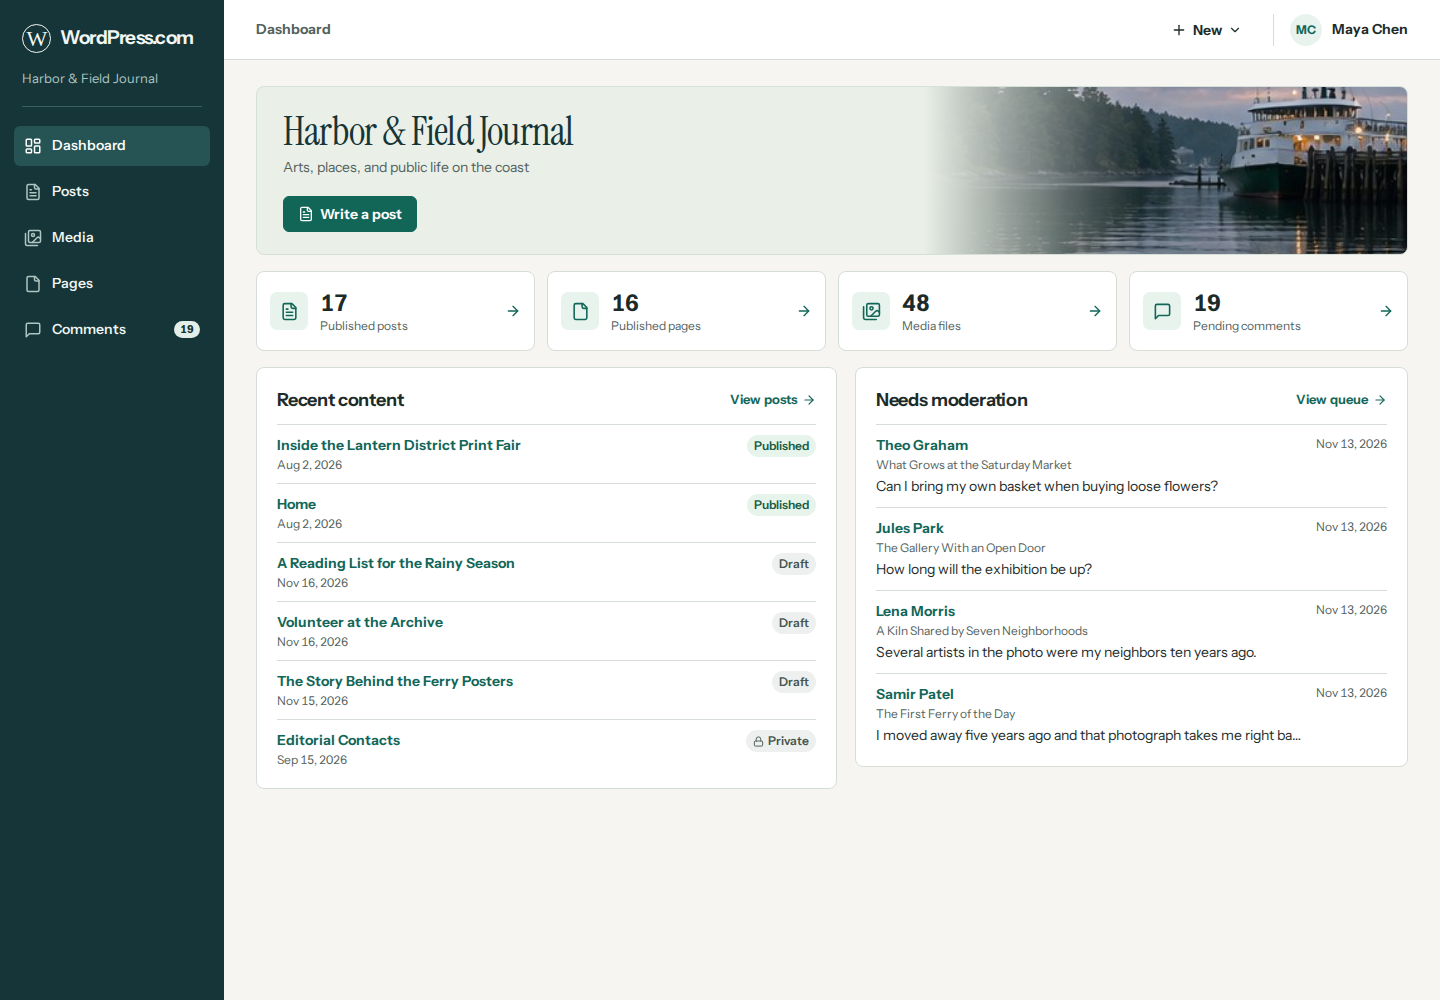 WordPress.com
Harbor & Field Journal
Dashboard
Posts
Media
Pages
Comments 19
Dashboard
New
MC Maya Chen
Harbor & Field Journal
Arts, places, and public life on the coast
Write a post
17
Published posts
16
Published pages
48
Media files
19
Pending comments
Recent content
View posts →
Inside the Lantern District Print Fair
Published
Aug 2, 2026
Home
Published
Aug 2, 2026
A Reading List for the Rainy Season
Draft
Nov 16, 2026
Volunteer at the Archive
Draft
Nov 16, 2026
The Story Behind the Ferry Posters
Draft
Nov 15, 2026
Editorial Contacts
Private
Sep 15, 2026
Needs moderation
View queue →
Theo Graham
Nov 13, 2026
What Grows at the Saturday Market
Can I bring my own basket when buying loose flowers?
Jules Park
Nov 13, 2026
The Gallery With an Open Door
How long will the exhibition be up?
Lena Morris
Nov 13, 2026
A Kiln Shared by Seven Neighborhoods
Several artists in the photo were my neighbors ten years ago.
Samir Patel
Nov 13, 2026
The First Ferry of the Day
I moved away five years ago and that photograph takes me right ba...